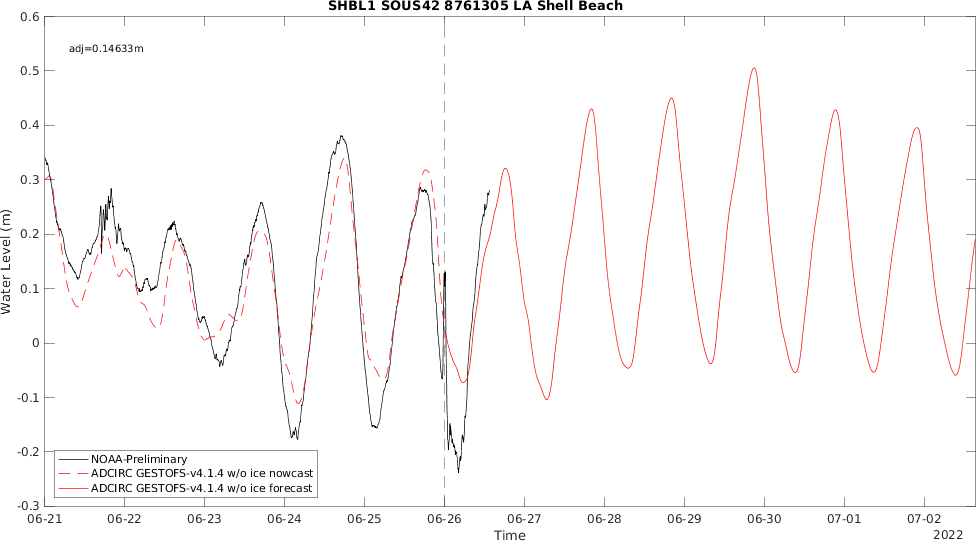 SHBL1 SOUS42 8761305 LA Shell Beach
adj=0.14633m
Water Level (m)
0.6
0.5
0.4
0.3
0.2
0.1
0
-0.1
-0.2
-0.3
NOAA-Preliminary
ADCIRC GESTOFS-v4.1.4 w/o ice nowcast
ADCIRC GESTOFS-v4.1.4 w/o ice forecast
06-21 06-22 06-23 06-24 06-25 06-26 06-27 06-28 06-29 06-30 07-01 07-02
Time
2022